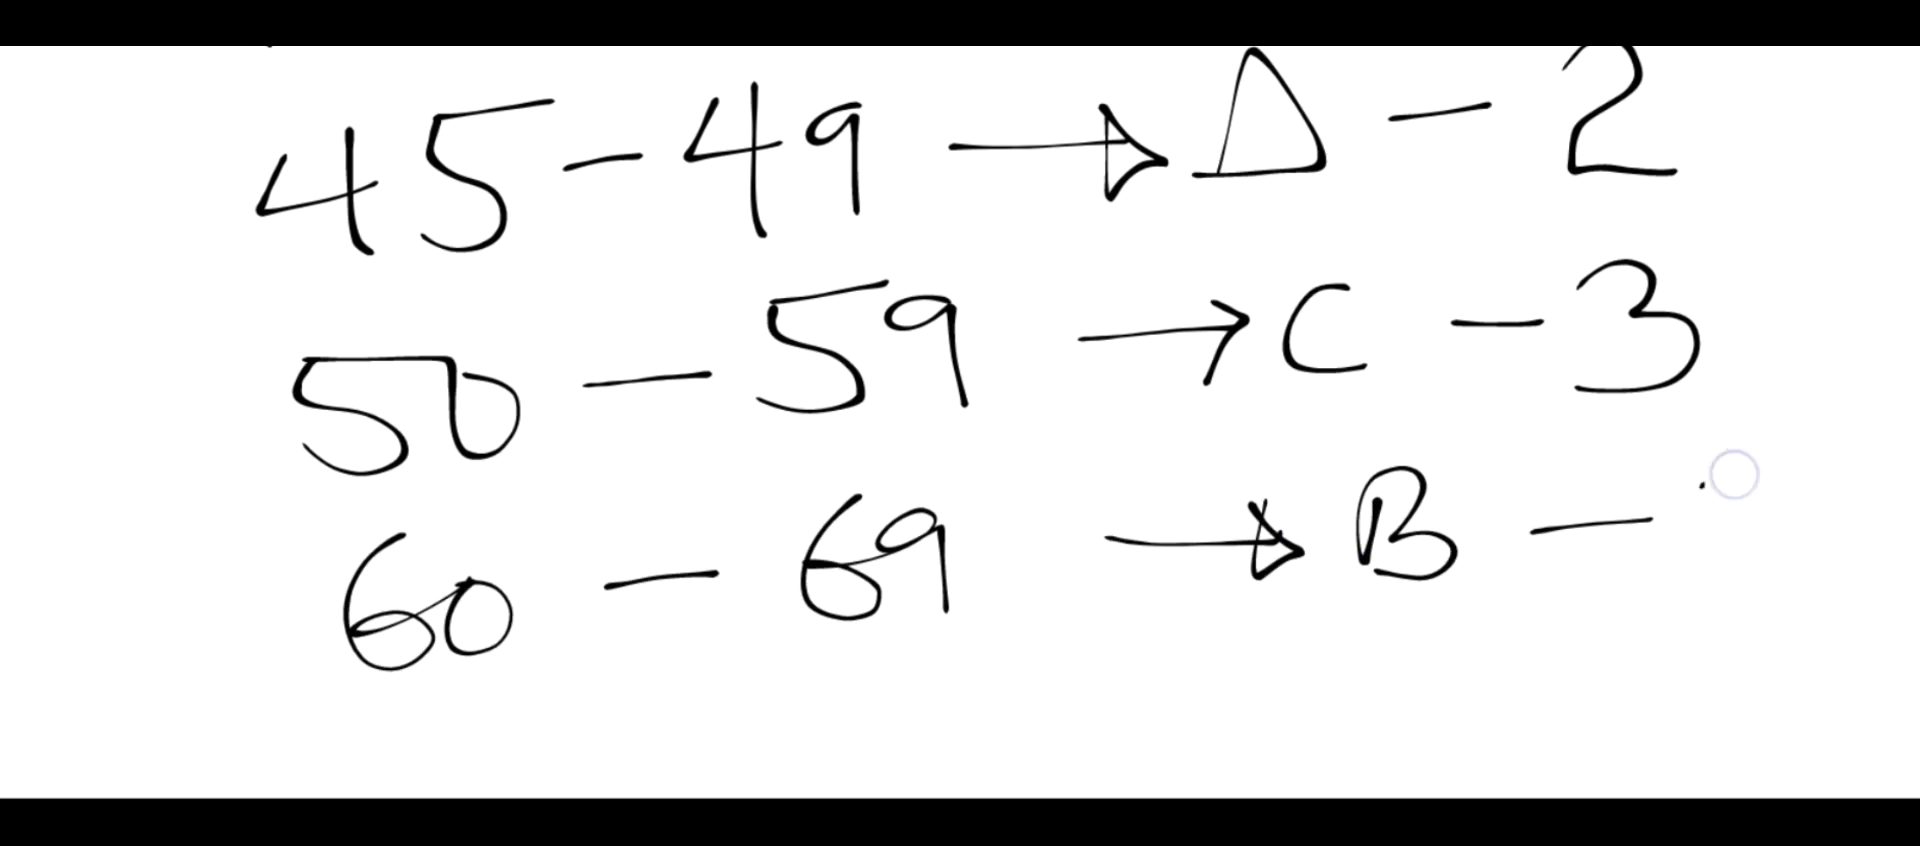 45 - 49 → D - 2
50 - 59 → C - 3
60 - 69 → B -